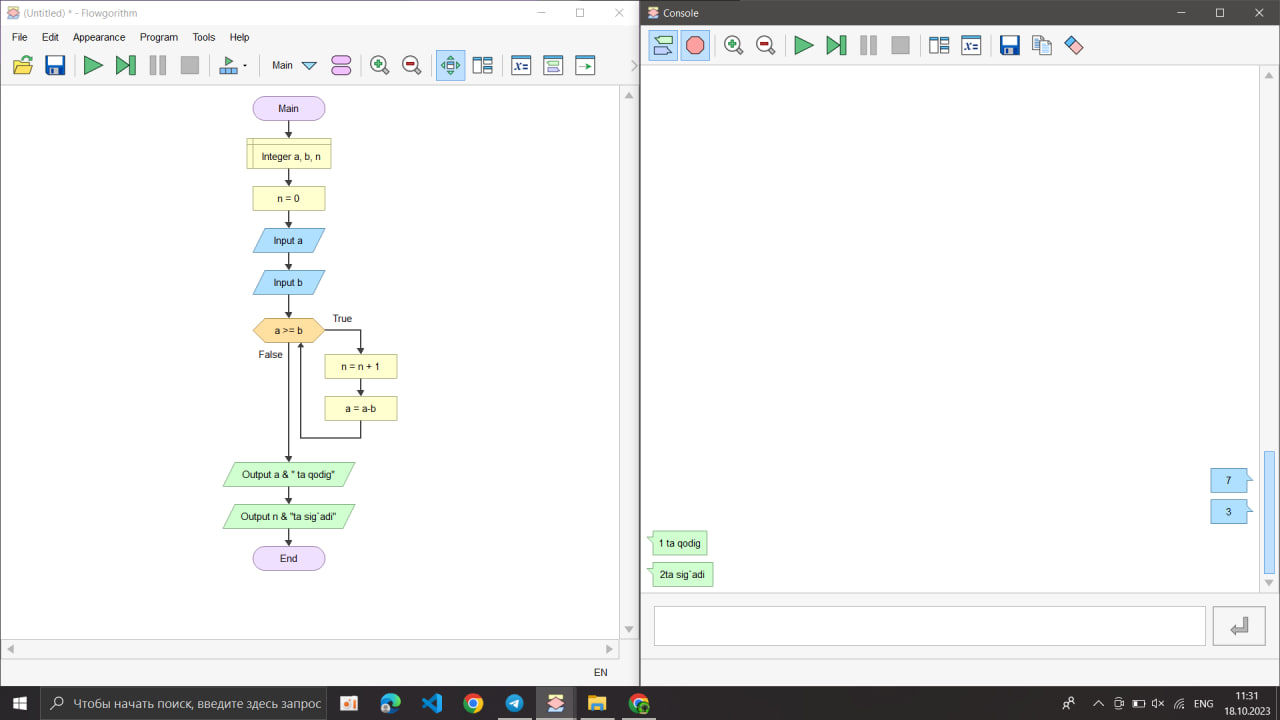 (Untitled) * - Flowgorithm
File Edit Appearance Program Tools Help
Main
Main
Integer a, b, n
n = 0
Input a
Input b
a >= b
True
False
n = n + 1
a = a-b
Output a & " ta qodig"
Output n & "ta sig`adi"
End
EN
Console
7
3
1 ta qodig
2ta sig`adi
Чтобы начать поиск, введите здесь запрос
ENG
11:31
18.10.2023